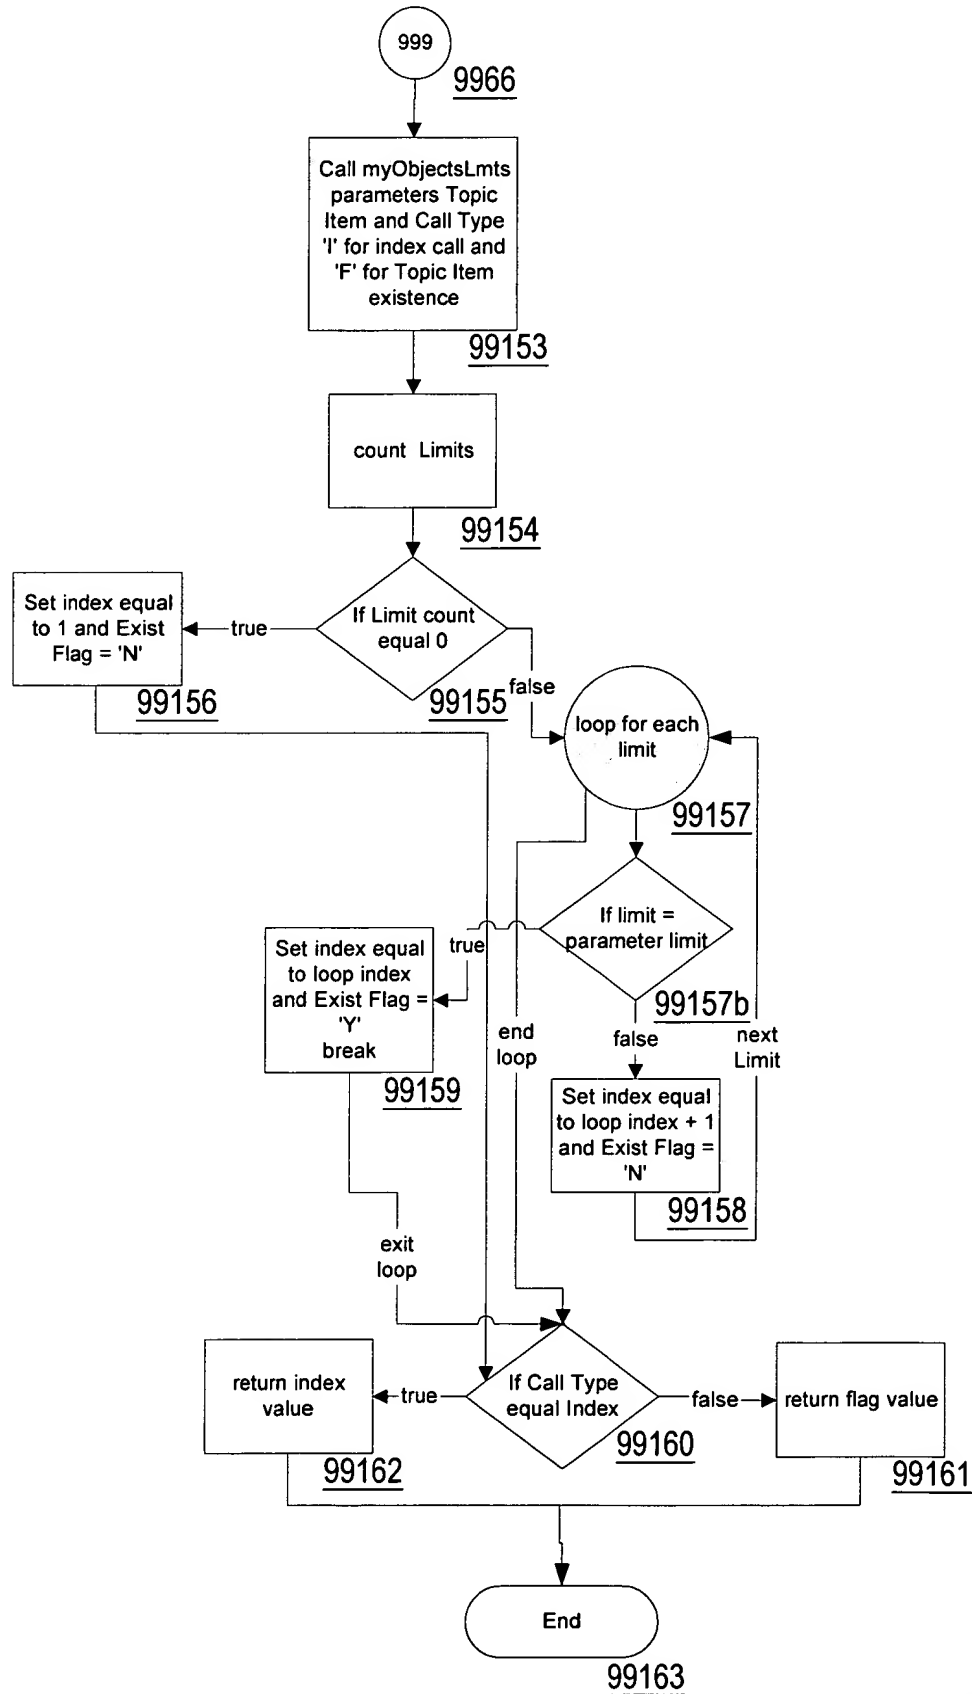 999
9966
Call myObjectsLmts
parameters Topic
Item and Call Type
'I' for index call and
'F' for Topic Item
existence
99153
count Limits
99154
If Limit count
equal 0
99155
true
Set index equal
to 1 and Exist
Flag = 'N'
99156
false
loop for each
limit
99157
If limit =
parameter limit
99157b
true
Set index equal
to loop index
and Exist Flag =
'Y'
break
99159
false
end
loop
next
Limit
Set index equal
to loop index + 1
and Exist Flag =
'N'
99158
exit
loop
If Call Type
equal Index
99160
true
return index
value
99162
false
return flag value
99161
End
99163